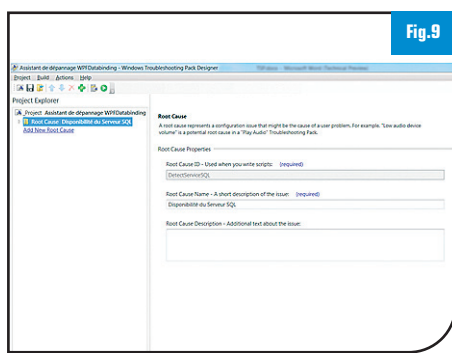 Fig.9
Assistant de dépannage WPFDatabinding - Windows Troubleshooting Pack Designer
Project Build Actions Help
Project Explorer
Project: Assistant de dépannage WPFDatabinding
Root Cause: Disponibilité du Serveur SQL
Add New Root Cause
Root Cause
A root cause represents a configuration issue that might be the cause of a user problem. For example, "Low audio device
volume" is a potential root cause in a "Play Audio" Troubleshooting Pack.
Root Cause Properties
Root Cause ID - Used when you write scripts: (required)
DetectServiceSQL
Root Cause Name - A short description of the issue: (required)
Disponibilité du Serveur SQL
Root Cause Description - Additional text about the issue: